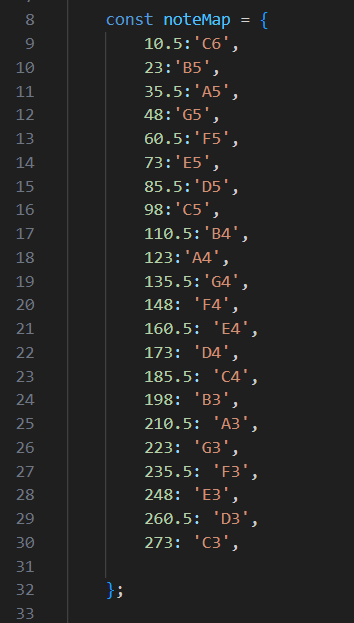 8 const noteMap = {
9 10.5:'C6',
10 23:'B5',
11 35.5:'A5',
12 48:'G5',
13 60.5:'F5',
14 73:'E5',
15 85.5:'D5',
16 98:'C5',
17 110.5:'B4',
18 123:'A4',
19 135.5:'G4',
20 148: 'F4',
21 160.5: 'E4',
22 173: 'D4',
23 185.5: 'C4',
24 198: 'B3',
25 210.5: 'A3',
26 223: 'G3',
27 235.5: 'F3',
28 248: 'E3',
29 260.5: 'D3',
30 273: 'C3',
31
32 };
33